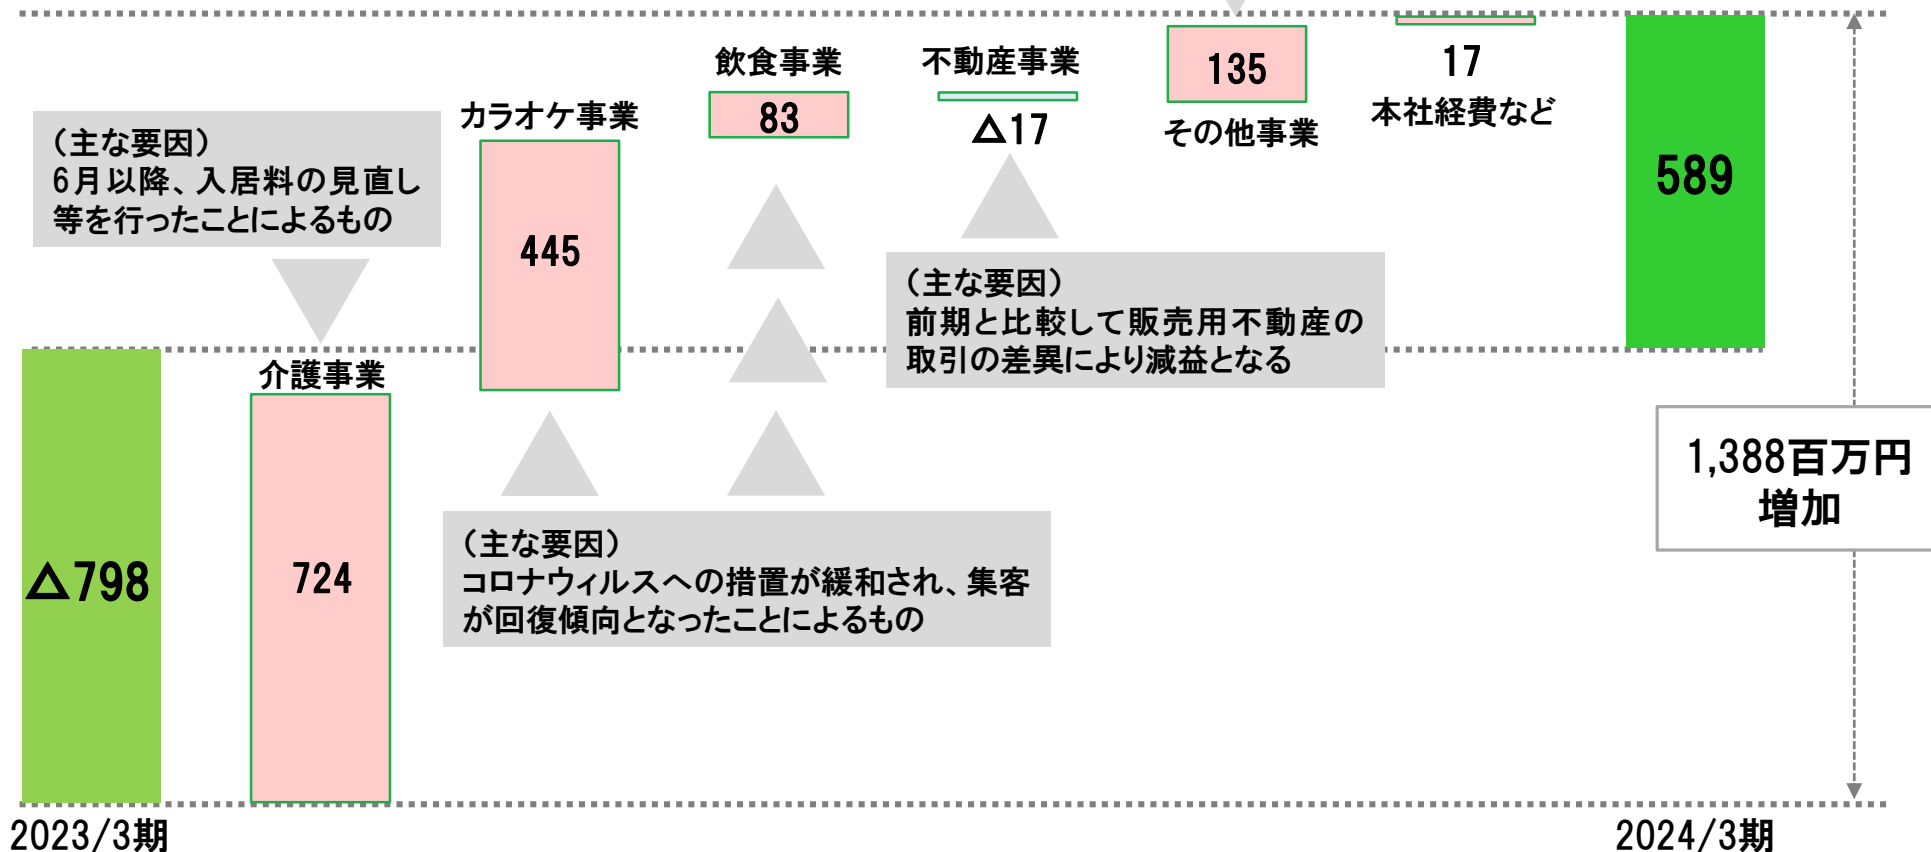 飲食事業
83
不動産事業
△17
135
その他事業
17
本社経費など
カラオケ事業
445
（主な要因）
6月以降、入居料の見直し
等を行ったことによるもの
589
（主な要因）
前期と比較して販売用不動産の
取引の差異により減益となる
介護事業
724
△798
1,388百万円
増加
（主な要因）
コロナウィルスへの措置が緩和され、集客
が回復傾向となったことによるもの
2023/3期
2024/3期